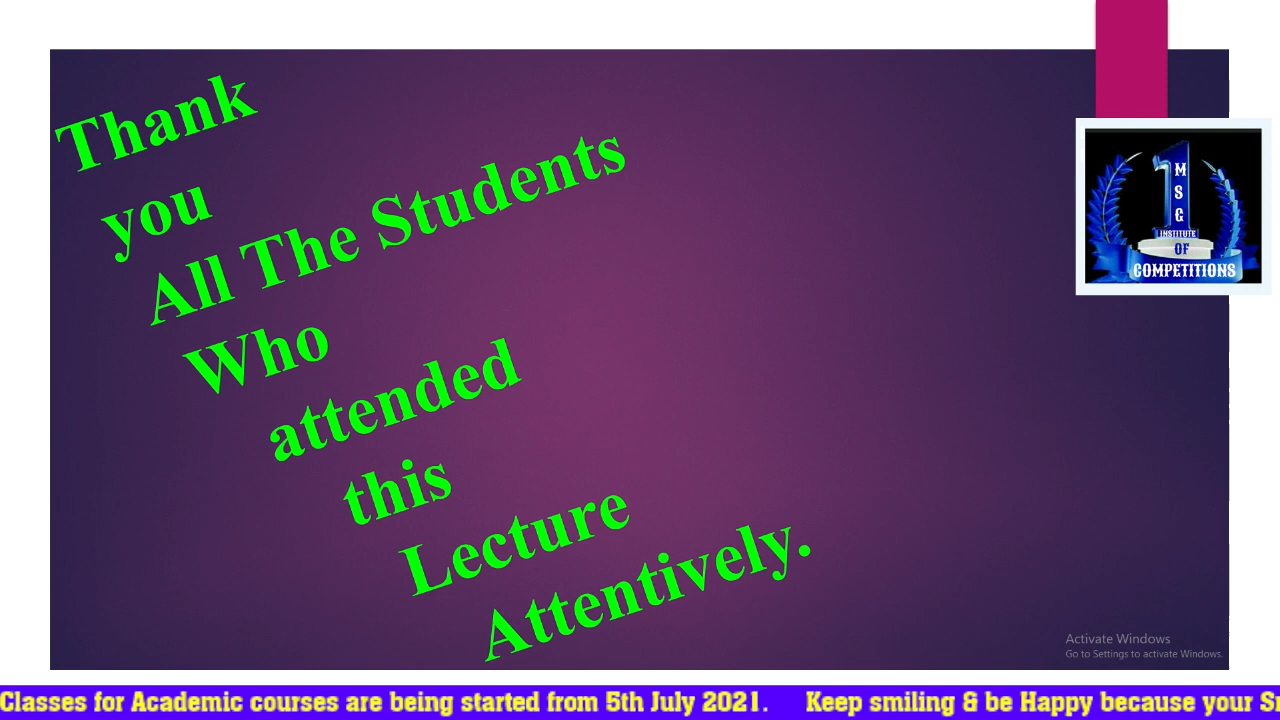 Thank
you
All The Students
Who
attended
this
Lecture
Attentively.
1
M
S
G
INSTITUTE
OF
COMPETITIONS
Activate Windows
Go to Settings to activate Windows.
Classes for Academic courses are being started from 5th July 2021. Keep smiling & be Happy because your